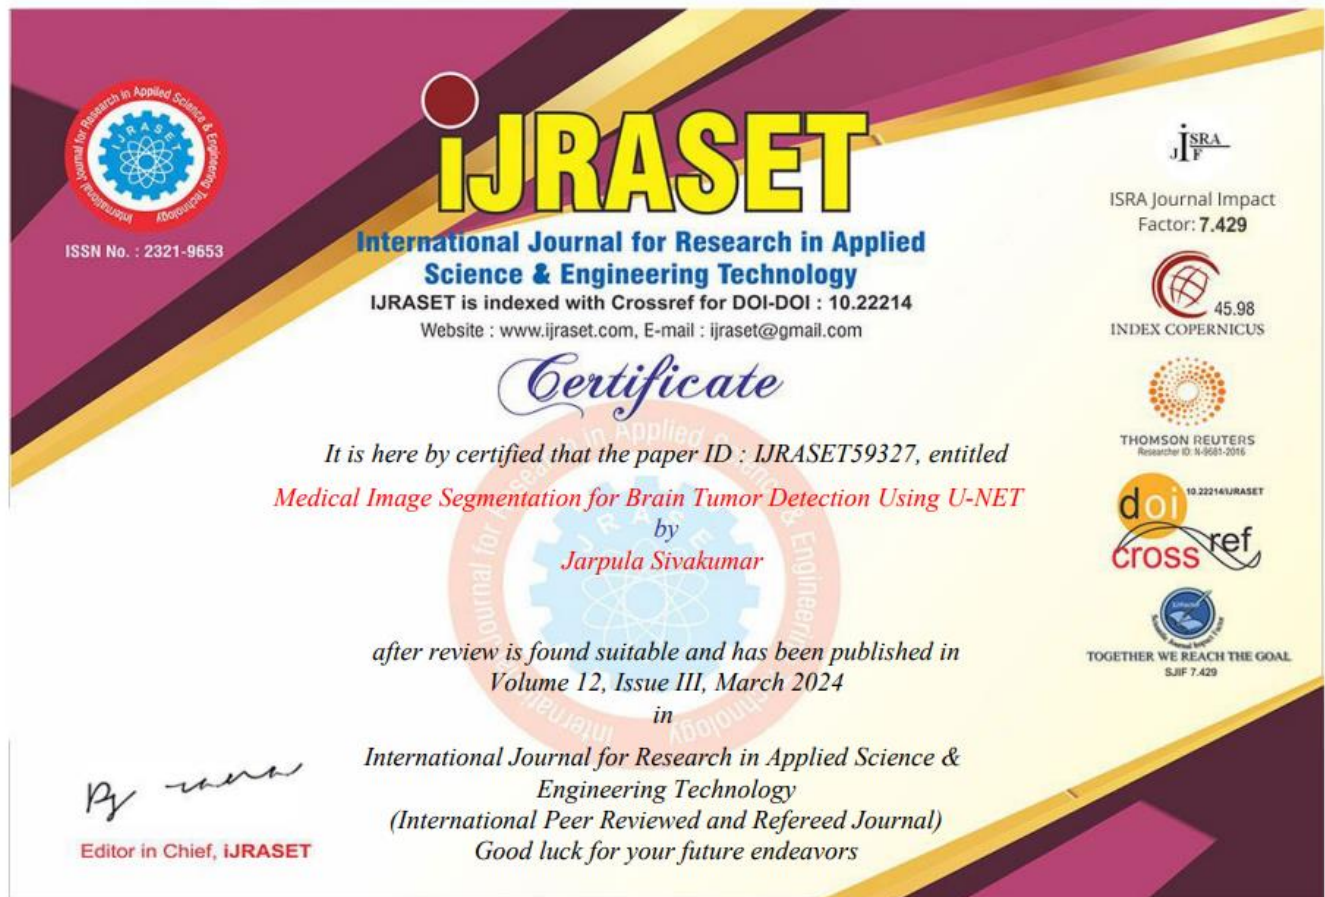 International Journal for Research in Applied Science & Engineering Technology
IJRASET
ISSN No. : 2321-9653
iJRASET
International Journal for Research in Applied
Science & Engineering Technology
IJRASET is indexed with Crossref for DOI-DOI : 10.22214
Website : www.ijraset.com, E-mail : ijraset@gmail.com
Certificate
It is here by certified that the paper ID : IJRASET59327, entitled
Medical Image Segmentation for Brain Tumor Detection Using U-NET
by
Jarpula Sivakumar
after review is found suitable and has been published in
Volume 12, Issue III, March 2024
in
International Journal for Research in Applied Science &
Engineering Technology
(International Peer Reviewed and Refereed Journal)
Good luck for your future endeavors
Editor in Chief, iJRASET
ISRA
JIF
ISRA Journal Impact
Factor: 7.429
45.98
INDEX COPERNICUS
THOMSON REUTERS
Researcher ID: N-9681-2016
doi
10.22214/IJRASET
cross ref
TOGETHER WE REACH THE GOAL
SJIF 7.429